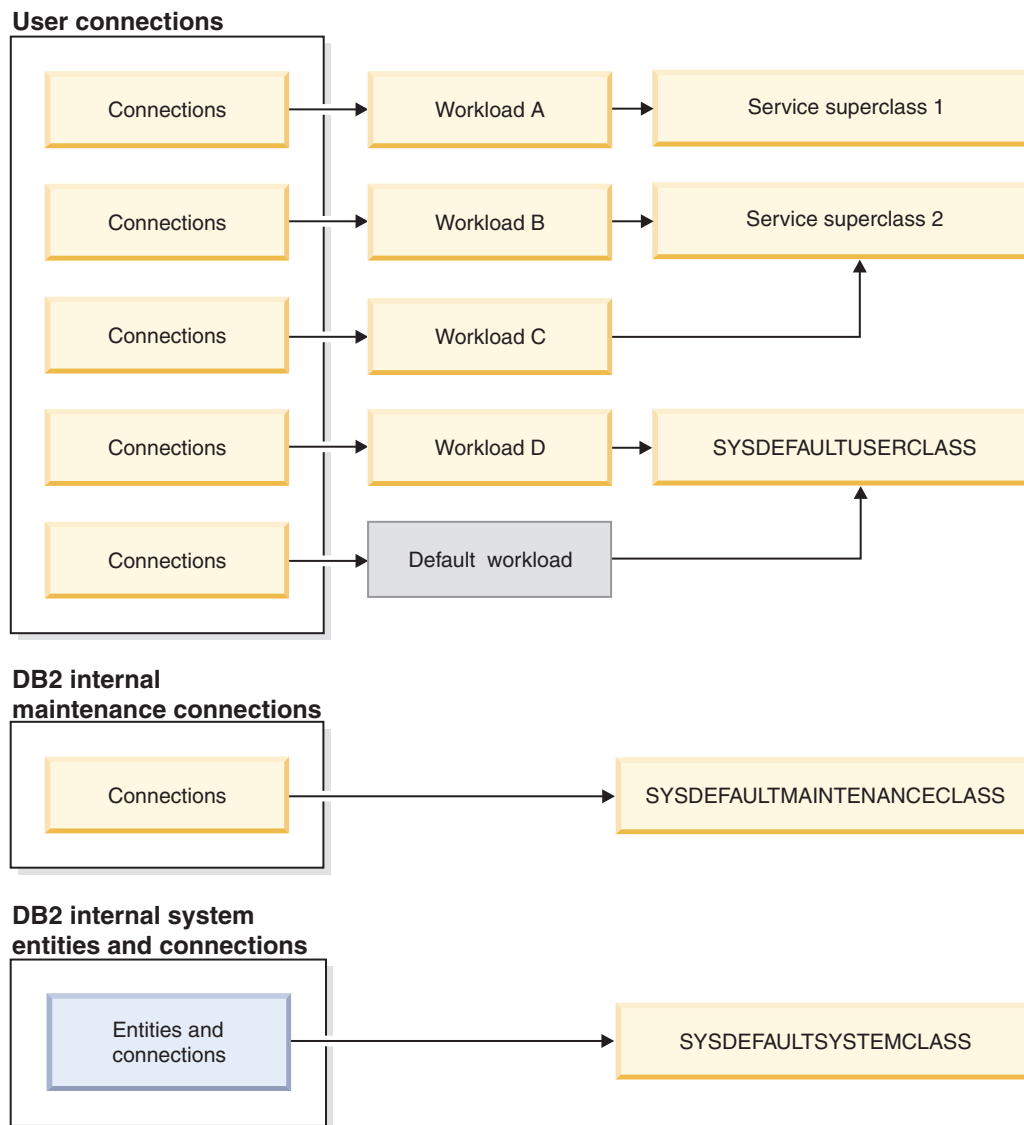 User connections
Connections
Workload A
Service superclass 1
Connections
Workload B
Service superclass 2
Connections
Workload C
Connections
Workload D
SYSDEFAULTUSERCLASS
Connections
Default workload
DB2 internal
maintenance connections
Connections
SYSDEFAULTMAINTENANCECLASS
DB2 internal system
entities and connections
Entities and
connections
SYSDEFAULTSYSTEMCLASS